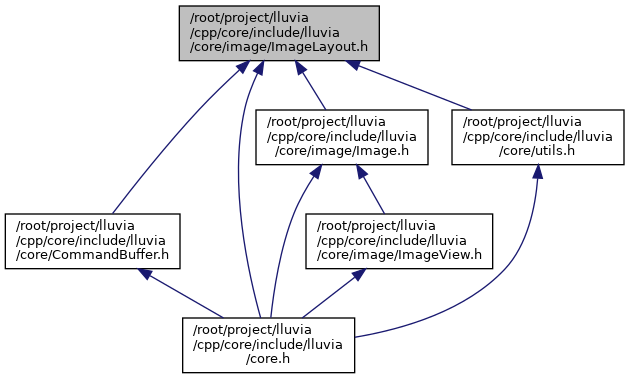 /root/project/lluvia
/cpp/core/include/lluvia
/core/image/ImageLayout.h
/root/project/lluvia
/cpp/core/include/lluvia
/core/image/Image.h
/root/project/lluvia
/cpp/core/include/lluvia
/core/utils.h
/root/project/lluvia
/cpp/core/include/lluvia
/core/CommandBuffer.h
/root/project/lluvia
/cpp/core/include/lluvia
/core/image/ImageView.h
/root/project/lluvia
/cpp/core/include/lluvia
/core.h